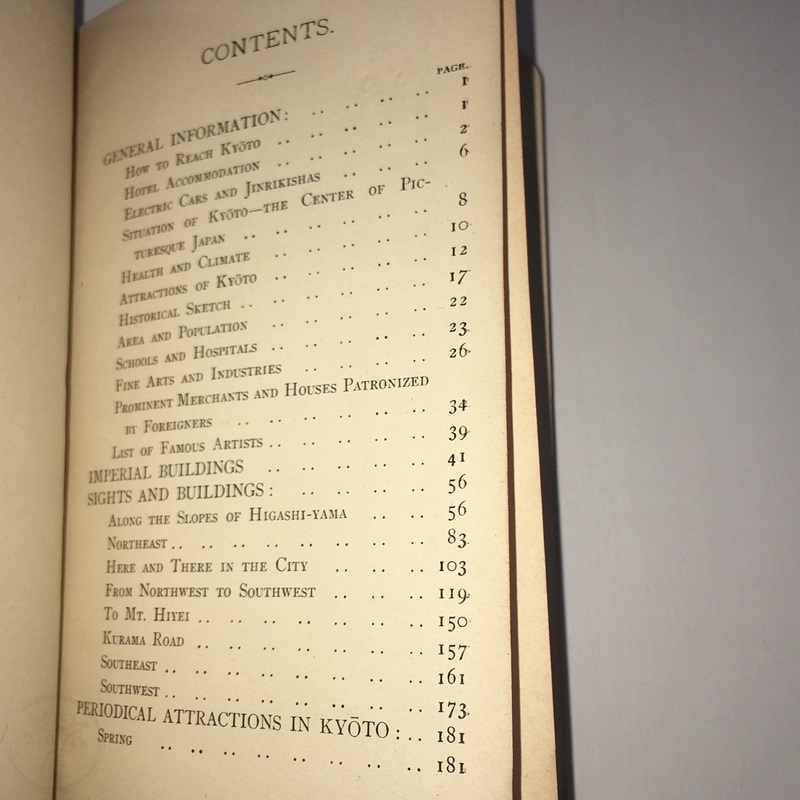 CONTENTS.
PAGE.
GENERAL INFORMATION: .. .. .. .. .. 1
HOW TO REACH KYŌTO .. .. .. .. .. 1
HOTEL ACCOMMODATION .. .. .. .. .. 2
ELECTRIC CARS AND JINRIKISHAS .. .. .. 6
SITUATION OF KYŌTO—THE CENTER OF PIC-
TURESQUE JAPAN .. .. .. .. .. .. 8
HEALTH AND CLIMATE .. .. .. .. .. 10
ATTRACTIONS OF KYŌTO .. .. .. .. .. 12
HISTORICAL SKETCH .. .. .. .. .. .. 17
AREA AND POPULATION .. .. .. .. .. 22
SCHOOLS AND HOSPITALS .. .. .. .. .. 23
FINE ARTS AND INDUSTRIES .. .. .. .. 26
PROMINENT MERCHANTS AND HOUSES PATRONIZED
BY FOREIGNERS .. .. .. .. .. .. 34
LIST OF FAMOUS ARTISTS .. .. .. .. .. 39
IMPERIAL BUILDINGS .. .. .. .. .. 41
SIGHTS AND BUILDINGS: .. .. .. .. 56
ALONG THE SLOPES OF HIGASHI-YAMA .. .. 56
NORTHEAST .. .. .. .. .. .. .. .. 83
HERE AND THERE IN THE CITY .. .. .. 103
FROM NORTHWEST TO SOUTHWEST .. .. .. 119
TO MT. HIYEI .. .. .. .. .. .. .. 150
KURAMA ROAD .. .. .. .. .. .. .. 157
SOUTHEAST .. .. .. .. .. .. .. .. 161
SOUTHWEST .. .. .. .. .. .. .. .. 173
PERIODICAL ATTRACTIONS IN KYŌTO: .. 181
SPRING .. .. .. .. .. .. .. .. 181